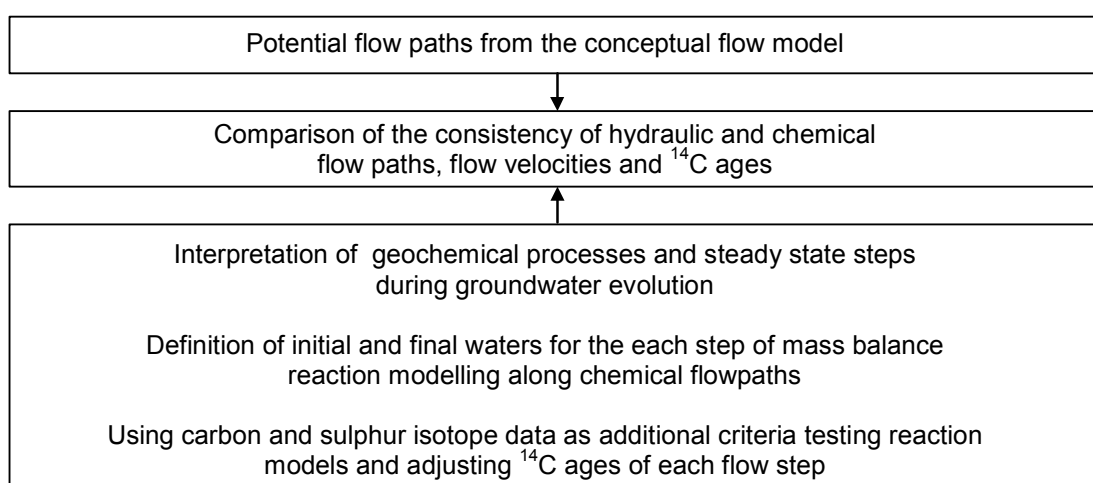 Potential flow paths from the conceptual flow model
Comparison of the consistency of hydraulic and chemical
flow paths, flow velocities and ¹⁴C ages
Interpretation of geochemical processes and steady state steps
during groundwater evolution
Definition of initial and final waters for the each step of mass balance
reaction modelling along chemical flowpaths
Using carbon and sulphur isotope data as additional criteria testing reaction
models and adjusting ¹⁴C ages of each flow step